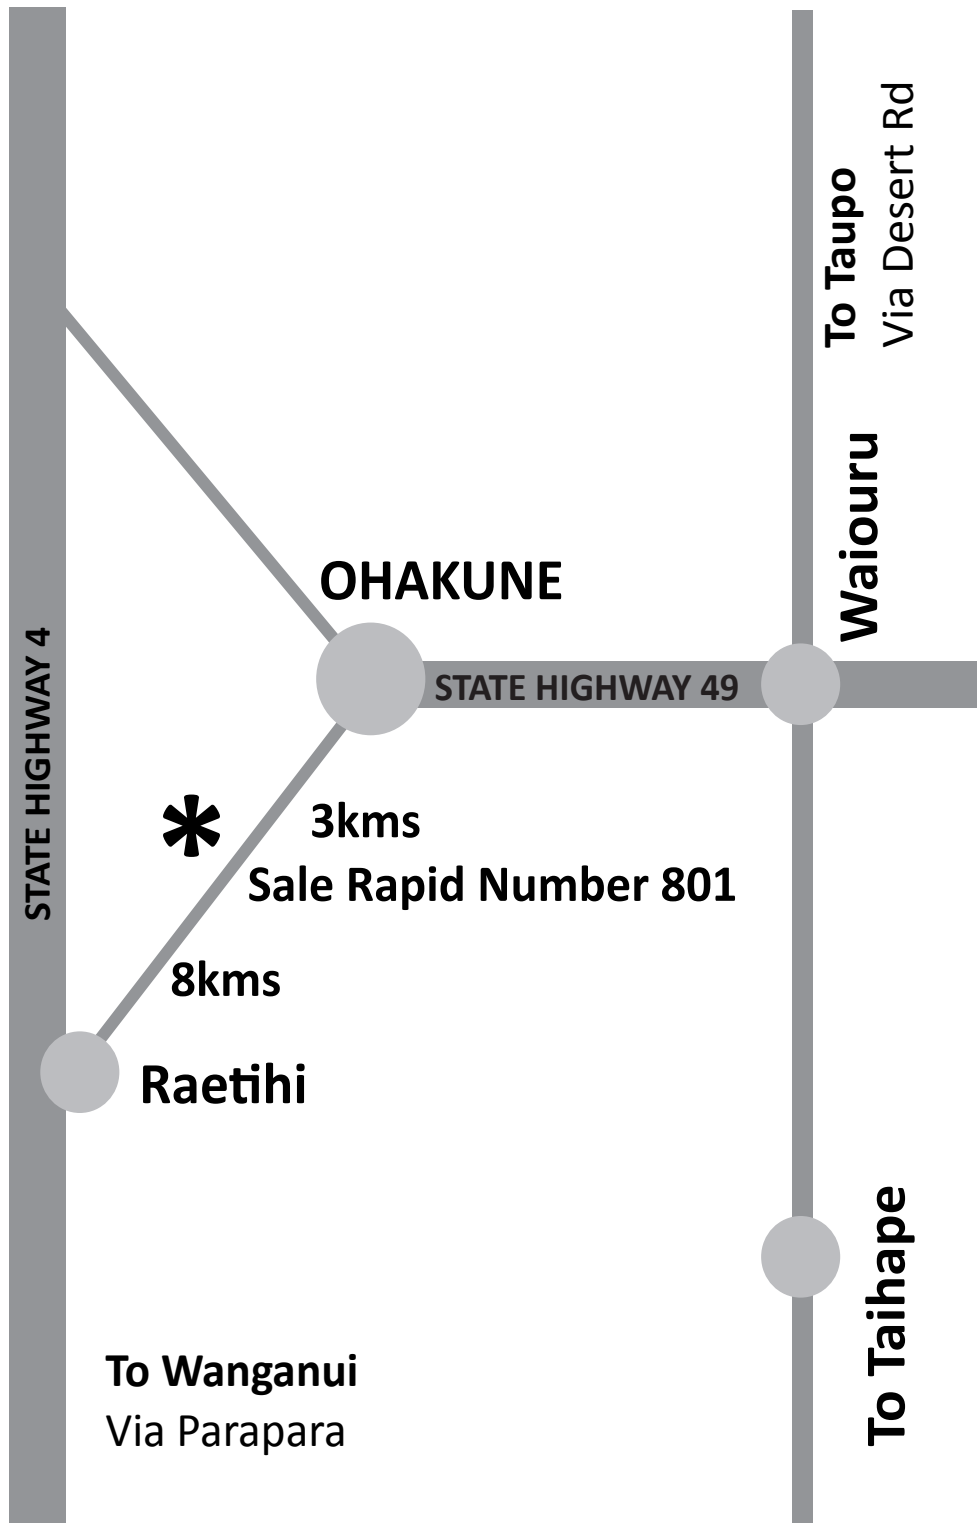 To Taupo
Via Desert Rd
Waiouru
OHAKUNE
STATE HIGHWAY 49
STATE HIGHWAY 4
*
3kms
Sale Rapid Number 801
8kms
Raetihi
To Taihape
To Wanganui
Via Parapara